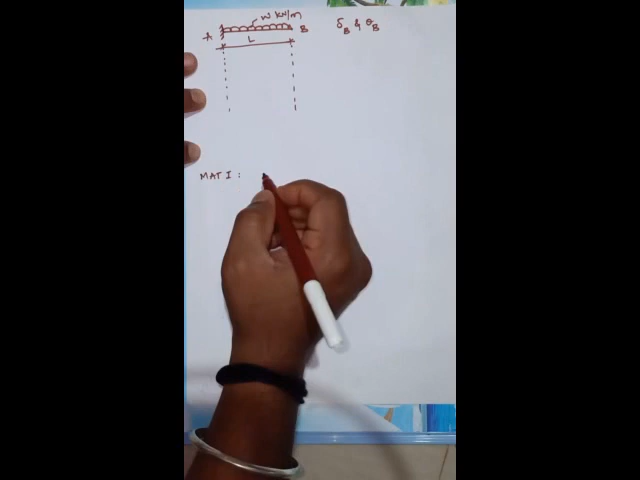 w kN/m
A B δB & θB
L
MAT I :